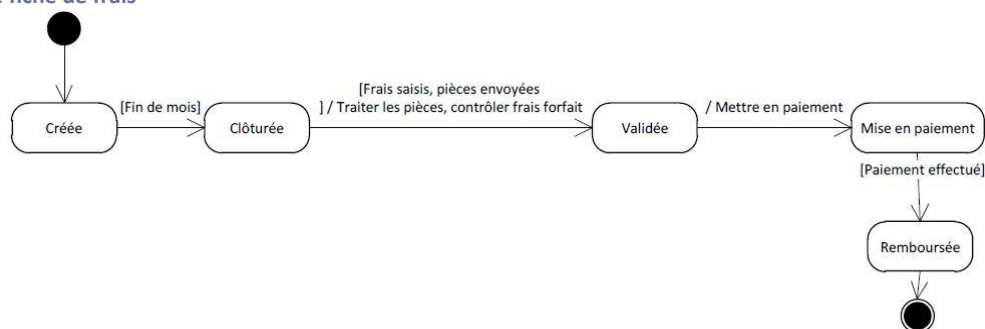 fiche de frais
[Frais saisis, pièces envoyées
[Fin de mois]
] / Traiter les pièces, contrôler frais forfait
/ Mettre en paiement
Créée
Clôturée
Validée
Mise en paiement
[Paiement effectué]
Remboursée